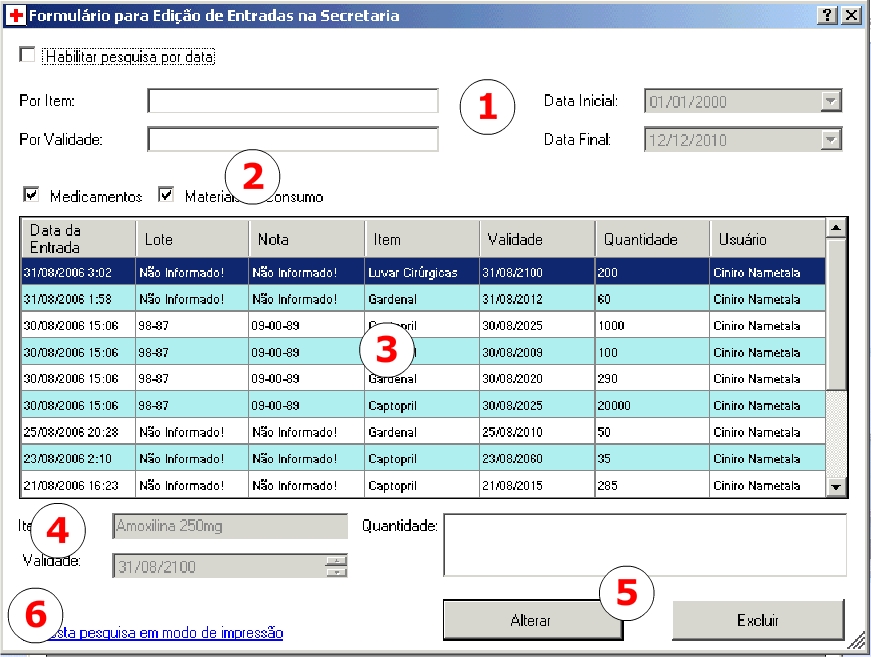 Formulário para Edição de Entradas na Secretaria
Habilitar pesquisa por data
Por Item: 1 Data Inicial: 01/01/2000
Por Validade: Data Final: 12/12/2010
2
Medicamentos Materiais onsumo
Data da Entrada Lote Nota Item Validade Quantidade Usuário
31/08/2006 3:02 Não Informado! Não Informado! Luvar Cirúrgicas 31/08/2100 200 Ciniro Nametala
31/08/2006 1:58 Não Informado! Não Informado! Gardenal 31/08/2012 60 Ciniro Nametala
30/08/2006 15:06 98-87 09-00-89 Captopril 30/08/2025 1000 Ciniro Nametala
30/08/2006 15:06 98-87 09-00-89 3 30/08/2009 100 Ciniro Nametala
30/08/2006 15:06 98-87 09-00-89 Gardenal 30/08/2020 290 Ciniro Nametala
30/08/2006 15:06 98-87 09-00-89 Captopril 30/08/2025 20000 Ciniro Nametala
25/08/2006 20:28 Não Informado! Não Informado! Gardenal 25/08/2010 50 Ciniro Nametala
23/08/2006 2:10 Não Informado! Não Informado! Captopril 23/08/2060 35 Ciniro Nametala
21/08/2006 16:23 Não Informado! Não Informado! Captopril 21/08/2015 285 Ciniro Nametala
4 Amoxilina 250mg Quantidade:
Validade: 31/08/2100
5
Alterar Excluir
6
esta pesquisa em modo de impressão